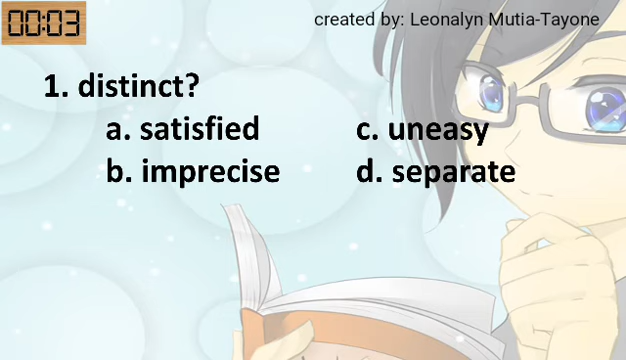 00:03
created by: Leonalyn Mutia-Tayone
1. distinct?
a. satisfied c. uneasy
b. imprecise d. separate